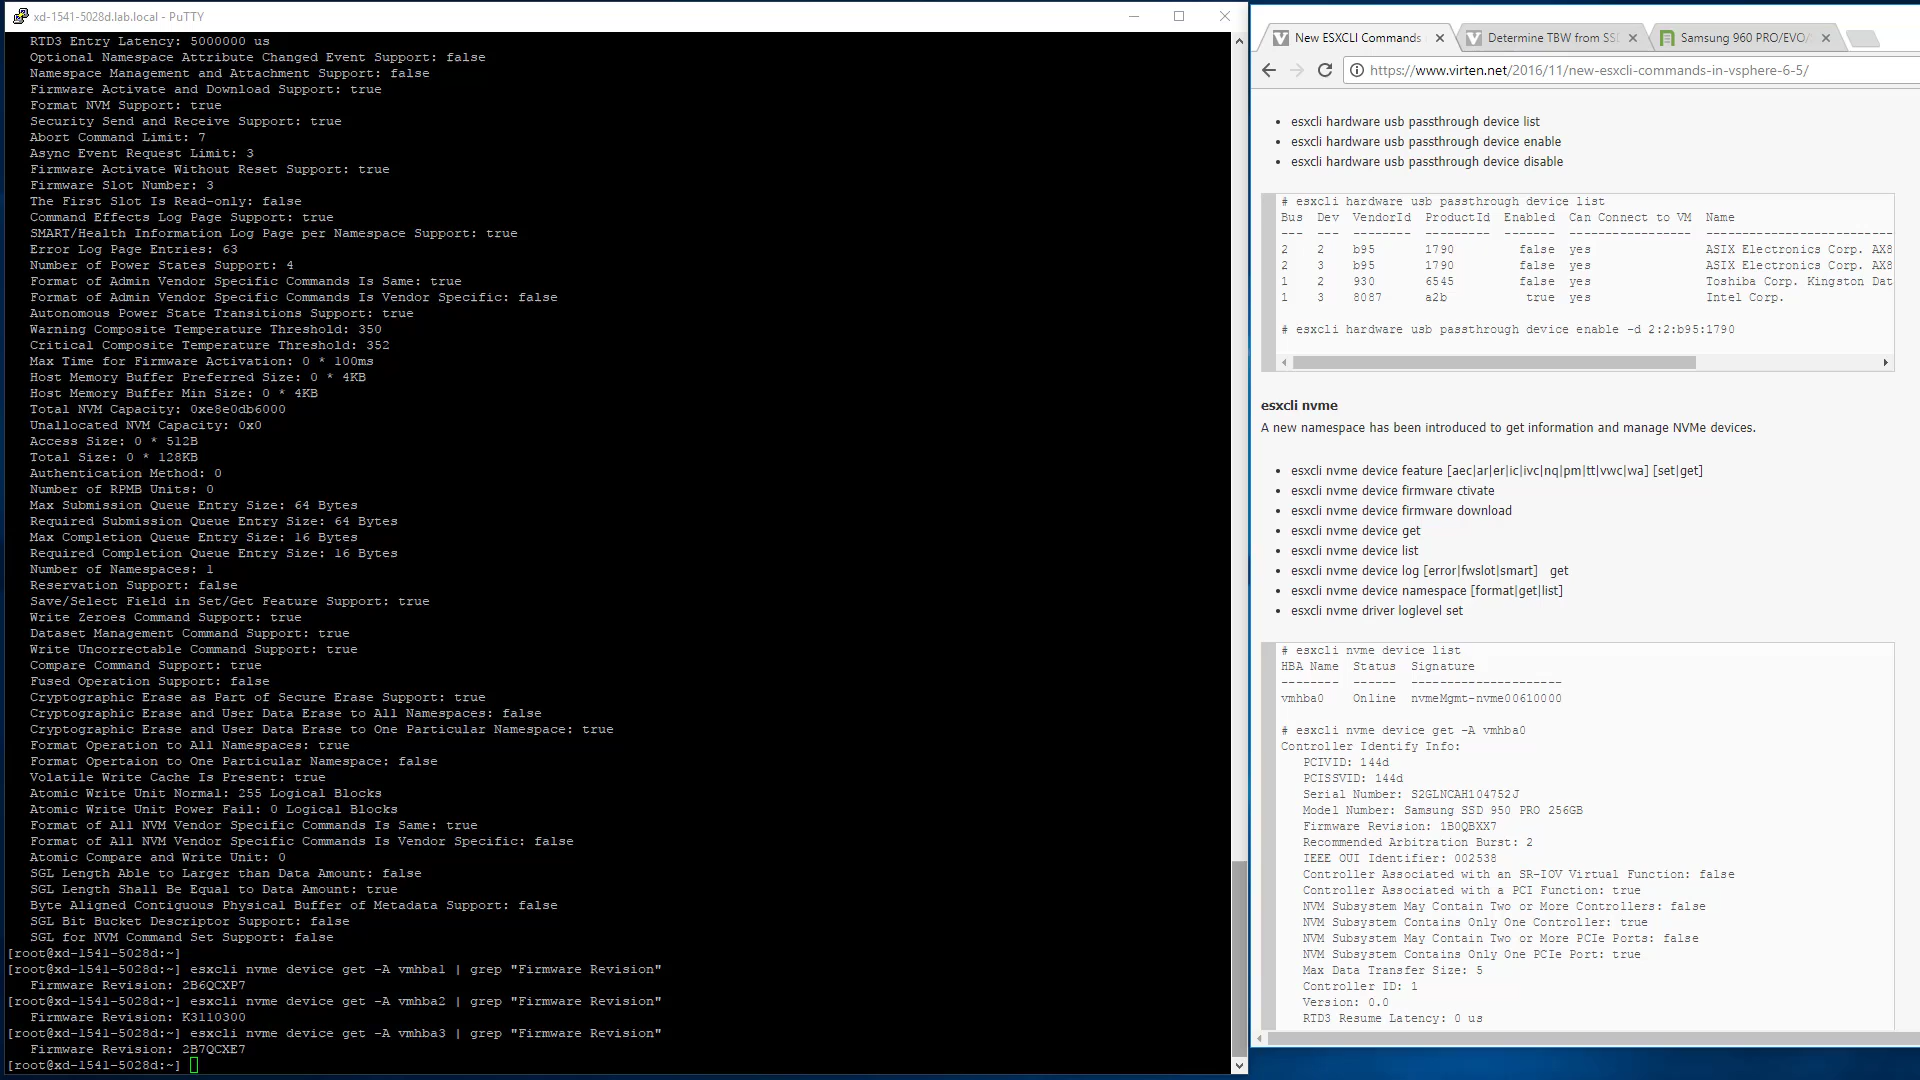 xd-1541-5028d.lab.local - PuTTY
RTD3 Entry Latency: 5000000 us
Optional Namespace Attribute Changed Event Support: false
Namespace Management and Attachment Support: false
Firmware Activate and Download Support: true
Format NVM Support: true
Security Send and Receive Support: true
Abort Command Limit: 7
Async Event Request Limit: 3
Firmware Activate Without Reset Support: true
Firmware Slot Number: 3
The First Slot Is Read-only: false
Command Effects Log Page Support: true
SMART/Health Information Log Page per Namespace Support: true
Error Log Page Entries: 63
Number of Power States Support: 4
Format of Admin Vendor Specific Commands Is Same: true
Format of Admin Vendor Specific Commands Is Vendor Specific: false
Autonomous Power State Transitions Support: true
Warning Composite Temperature Threshold: 350
Critical Composite Temperature Threshold: 352
Max Time for Firmware Activation: 0 * 100ms
Host Memory Buffer Preferred Size: 0 * 4KB
Host Memory Buffer Min Size: 0 * 4KB
Total NVM Capacity: 0xe8e0db6000
Unallocated NVM Capacity: 0x0
Access Size: 0 * 512B
Total Size: 0 * 128KB
Authentication Method: 0
Number of RPMB Units: 0
Max Submission Queue Entry Size: 64 Bytes
Required Submission Queue Entry Size: 64 Bytes
Max Completion Queue Entry Size: 16 Bytes
Required Completion Queue Entry Size: 16 Bytes
Number of Namespaces: 1
Reservation Support: false
Save/Select Field in Set/Get Feature Support: true
Write Zeroes Command Support: true
Dataset Management Command Support: true
Write Uncorrectable Command Support: true
Compare Command Support: true
Fused Operation Support: false
Cryptographic Erase as Part of Secure Erase Support: true
Cryptographic Erase and User Data Erase to All Namespaces: false
Cryptographic Erase and User Data Erase to One Particular Namespace: true
Format Operation to All Namespaces: true
Format Opertaion to One Particular Namespace: false
Volatile Write Cache Is Present: true
Atomic Write Unit Normal: 255 Logical Blocks
Atomic Write Unit Power Fail: 0 Logical Blocks
Format of All NVM Vendor Specific Commands Is Same: true
Format of All NVM Vendor Specific Commands Is Vendor Specific: false
Atomic Compare and Write Unit: 0
SGL Length Able to Larger than Data Amount: false
SGL Length Shall Be Equal to Data Amount: true
Byte Aligned Contiguous Physical Buffer of Metadata Support: false
SGL Bit Bucket Descriptor Support: false
SGL for NVM Command Set Support: false
[root@xd-1541-5028d:~]
[root@xd-1541-5028d:~] esxcli nvme device get -A vmhba1 | grep "Firmware Revision"
Firmware Revision: 2B6QCXP7
[root@xd-1541-5028d:~] esxcli nvme device get -A vmhba2 | grep "Firmware Revision"
Firmware Revision: K3110300
[root@xd-1541-5028d:~] esxcli nvme device get -A vmhba3 | grep "Firmware Revision"
Firmware Revision: 2B7QCXE7
[root@xd-1541-5028d:~]
New ESXCLI Commands
Determine TBW from SS
Samsung 960 PRO/EVO
https://www.virten.net/2016/11/new-esxcli-commands-in-vsphere-6-5/
• esxcli hardware usb passthrough device list
• esxcli hardware usb passthrough device enable
• esxcli hardware usb passthrough device disable
# esxcli hardware usb passthrough device list
Bus Dev VendorId ProductId Enabled Can Connect to VM Name
--- --- -------- --------- ------- ----------------- --------------------------
2 2 b95 1790 false yes ASIX Electronics Corp. AX8
2 3 b95 1790 false yes ASIX Electronics Corp. AX8
1 2 930 6545 false yes Toshiba Corp. Kingston Dat
1 3 8087 a2b true yes Intel Corp.
# esxcli hardware usb passthrough device enable -d 2:2:b95:1790
esxcli nvme
A new namespace has been introduced to get information and manage NVMe devices.
• esxcli nvme device feature [aec|ar|er|ic|ivc|nq|pm|tt|vwc|wa] [set|get]
• esxcli nvme device firmware ctivate
• esxcli nvme device firmware download
• esxcli nvme device get
• esxcli nvme device list
• esxcli nvme device log [error|fwslot|smart] get
• esxcli nvme device namespace [format|get|list]
• esxcli nvme driver loglevel set
# esxcli nvme device list
HBA Name Status Signature
-------- ------ ---------------------
vmhba0 Online nvmeMgmt-nvme00610000
# esxcli nvme device get -A vmhba0
Controller Identify Info:
PCIVID: 144d
PCISSVID: 144d
Serial Number: S2GLNCAH104752J
Model Number: Samsung SSD 950 PRO 256GB
Firmware Revision: 1B0QBXX7
Recommended Arbitration Burst: 2
IEEE OUI Identifier: 002538
Controller Associated with an SR-IOV Virtual Function: false
Controller Associated with a PCI Function: true
NVM Subsystem May Contain Two or More Controllers: false
NVM Subsystem Contains Only One Controller: true
NVM Subsystem May Contain Two or More PCIe Ports: false
NVM Subsystem Contains Only One PCIe Port: true
Max Data Transfer Size: 5
Controller ID: 1
Version: 0.0
RTD3 Resume Latency: 0 us